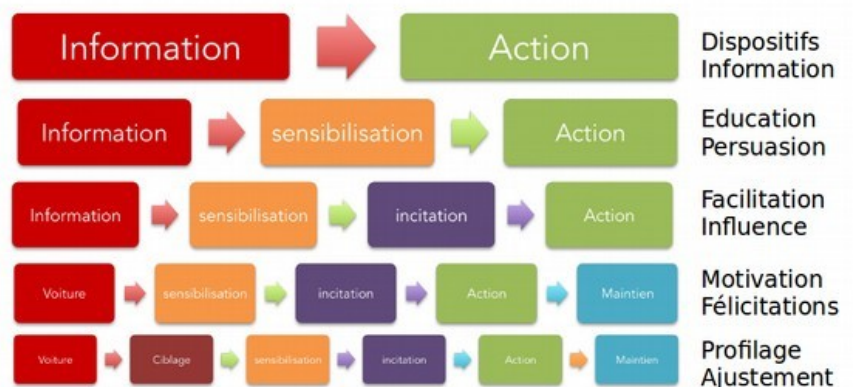 Information Action Dispositifs
Information
Information sensibilisation Action Education
Persuasion
Information sensibilisation incitation Action Facilitation
Influence
Voiture sensibilisation incitation Action Maintien Motivation
Félicitations
Voiture Ciblage sensibilisation incitation Action Maintien Profilage
Ajustement